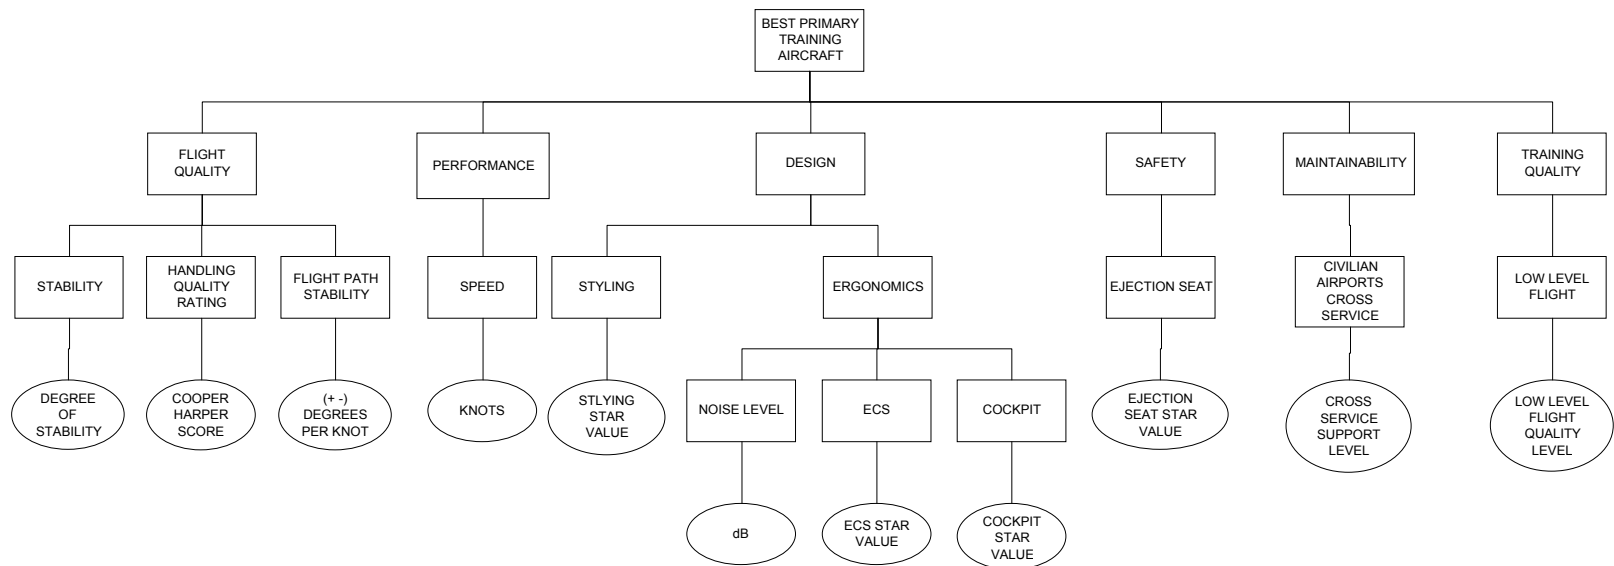 BEST PRIMARY
TRAINING
AIRCRAFT
FLIGHT
QUALITY
PERFORMANCE
DESIGN
SAFETY
MAINTAINABILITY
TRAINING
QUALITY
STABILITY
HANDLING
QUALITY
RATING
FLIGHT PATH
STABILITY
SPEED
STYLING
ERGONOMICS
EJECTION SEAT
CIVILIAN
AIRPORTS
CROSS
SERVICE
LOW LEVEL
FLIGHT
DEGREE
OF
STABILITY
COOPER
HARPER
SCORE
(+ -)
DEGREES
PER KNOT
KNOTS
STLYING
STAR
VALUE
NOISE LEVEL
ECS
COCKPIT
EJECTION
SEAT STAR
VALUE
CROSS
SERVICE
SUPPORT
LEVEL
LOW LEVEL
FLIGHT
QUALITY
LEVEL
dB
ECS STAR
VALUE
COCKPIT
STAR
VALUE